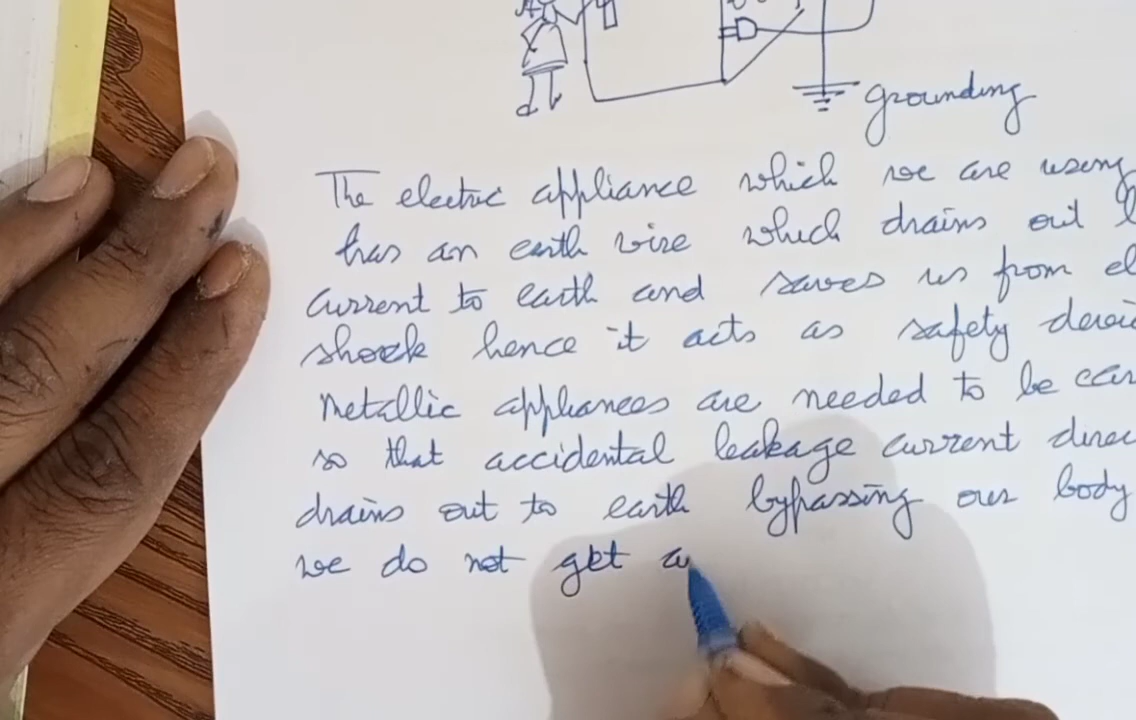 grounding
The electric appliance which we are using
has an earth wire which drains out
current to earth and saves us from
shock hence it acts as safety
Metallic appliances are needed to be
so that accidental leakage current
drains out to earth bypassing our body
we do not get